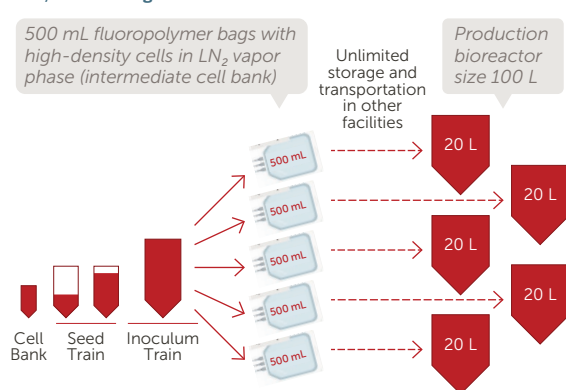 500 mL fluoropolymer bags with
high-density cells in LN₂ vapor
phase (intermediate cell bank)
Unlimited
storage and
transportation
in other
facilities
Production
bioreactor
size 100 L
500 mL
20 L
20 L
500 mL
500 mL
20 L
20 L
500 mL
500 mL
20 L
Cell
Bank
Seed
Train
Inoculum
Train